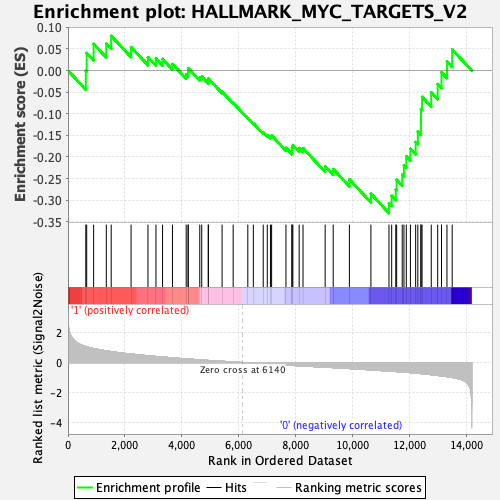 Enrichment plot: HALLMARK_MYC_TARGETS_V2
Enrichment score (ES)
0.10
0.05
0.00
-0.05
-0.10
-0.15
-0.20
-0.25
-0.30
-0.35
'1' (positively correlated)
Ranked list metric (Signal2Noise)
2
0
-2
-4
Zero cross at 6140
'0' (negatively correlated)
0
2,000
4,000
6,000
8,000
10,000
12,000
14,000
Rank in Ordered Dataset
Enrichment profile
Hits
Ranking metric scores